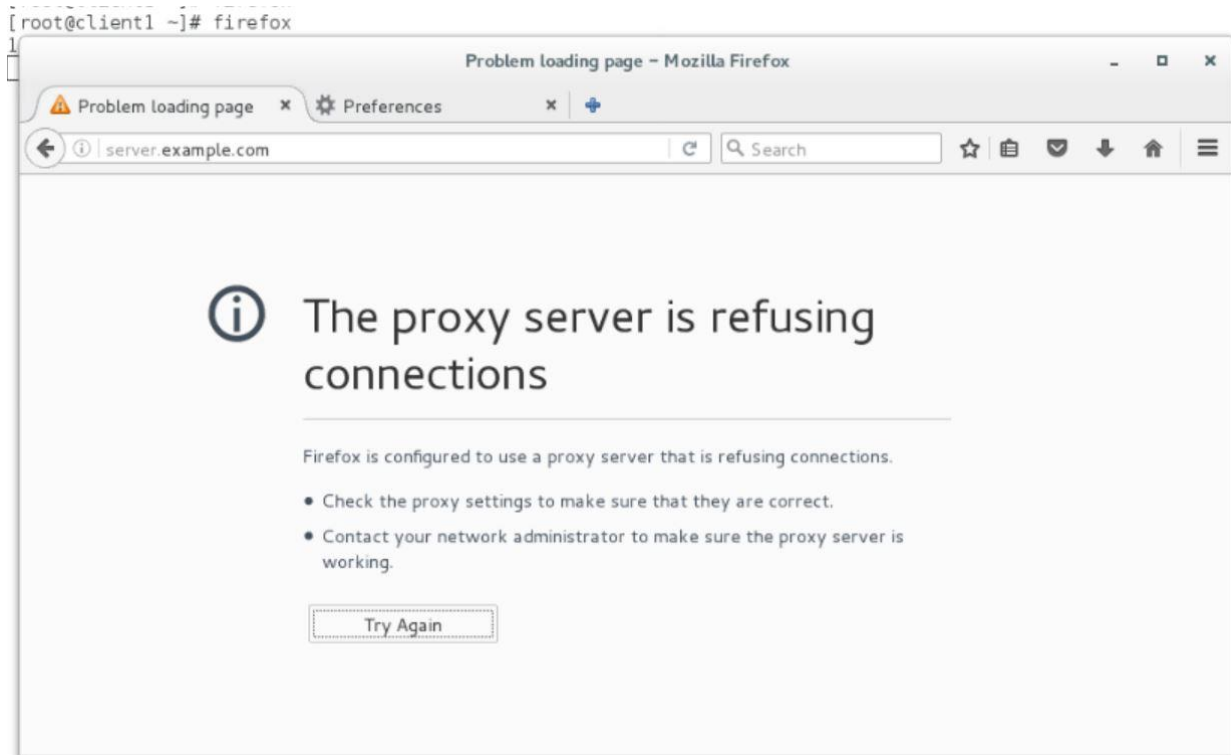 [root@client1 ~]# firefox
1
Problem loading page - Mozilla Firefox
Problem loading page
Preferences
server.example.com
Search
The proxy server is refusing
connections
Firefox is configured to use a proxy server that is refusing connections.
• Check the proxy settings to make sure that they are correct.
• Contact your network administrator to make sure the proxy server is
working.
Try Again